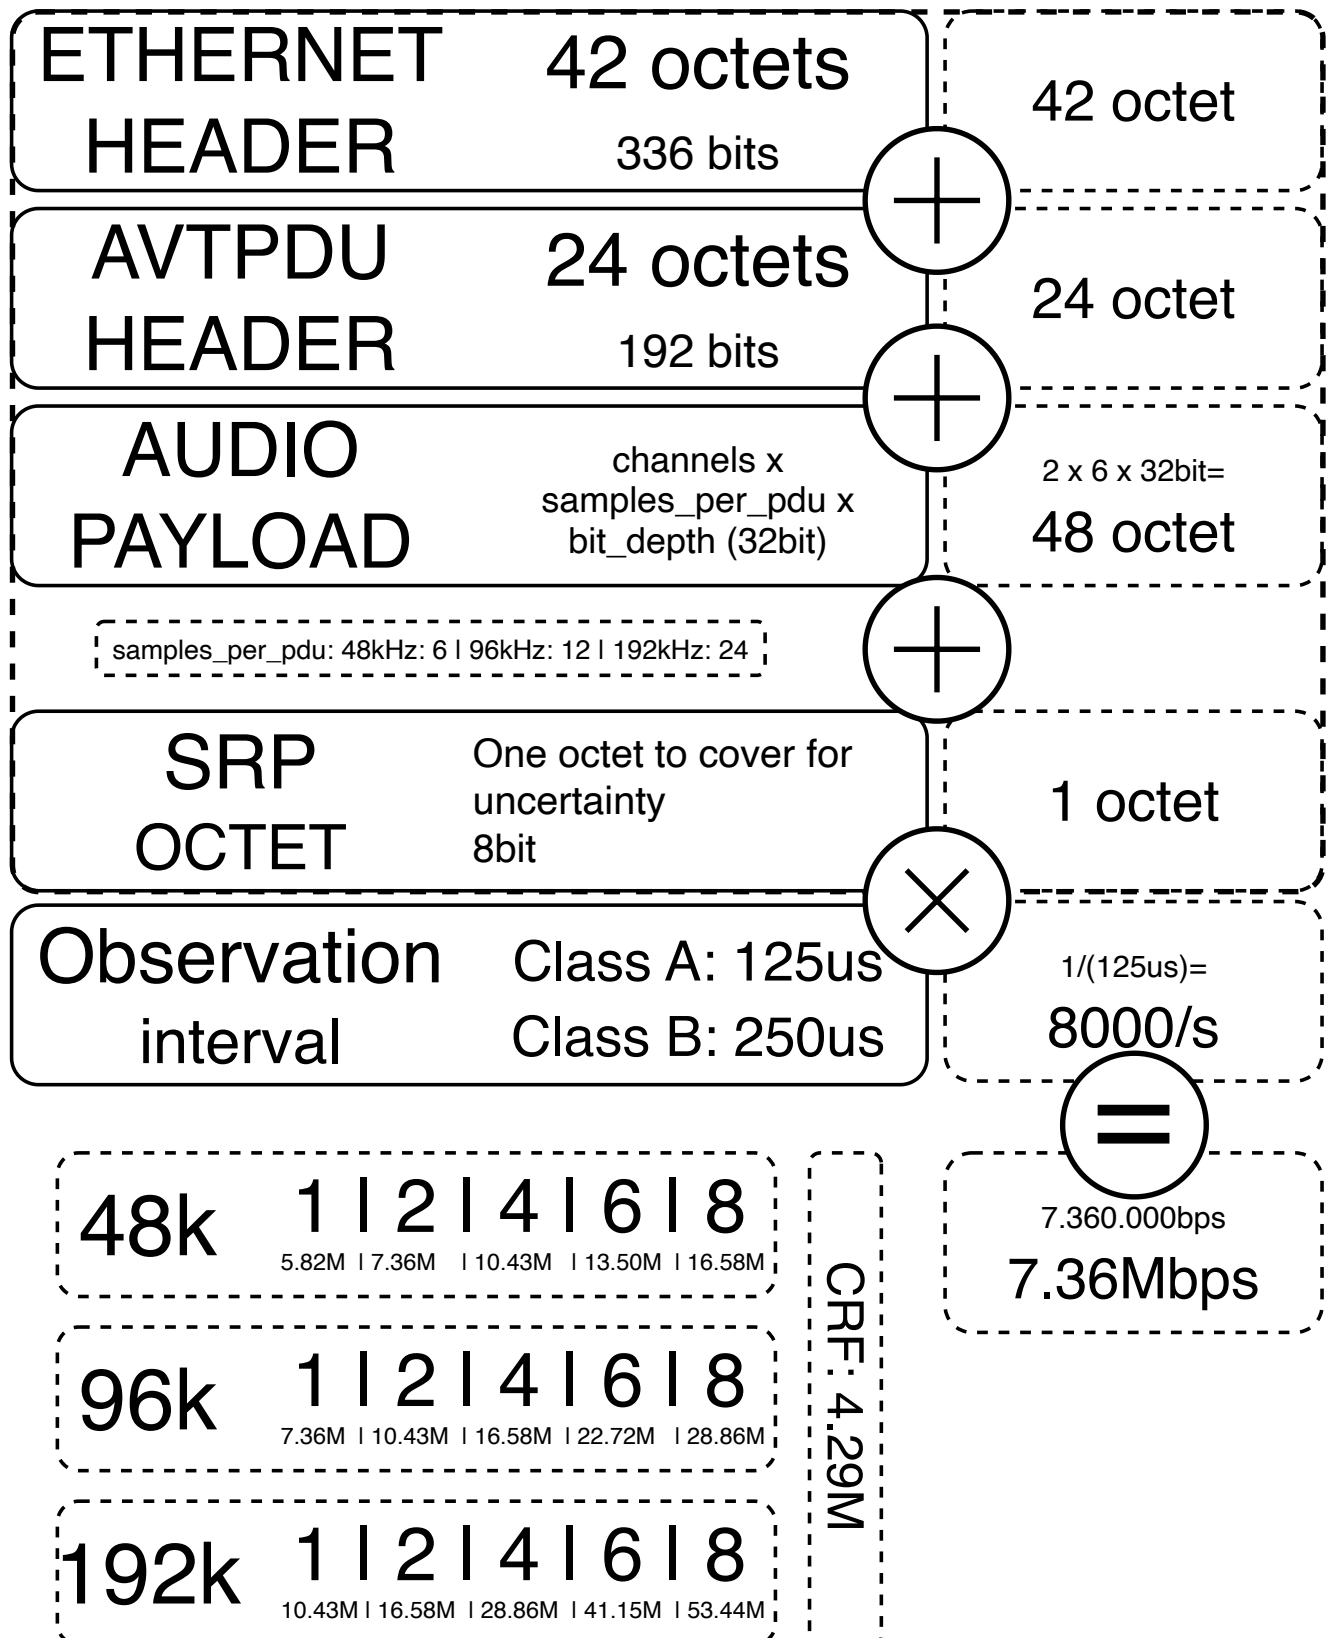 ETHERNET
HEADER
42 octets
336 bits
42 octet
AVTPDU
HEADER
24 octets
192 bits
24 octet
AUDIO
PAYLOAD
channels x
samples_per_pdu x
bit_depth (32bit)
2 x 6 x 32bit=
48 octet
samples_per_pdu: 48kHz: 6 | 96kHz: 12 | 192kHz: 24
SRP
OCTET
One octet to cover for
uncertainty
8bit
1 octet
Observation
interval
Class A: 125us
Class B: 250us
1/(125us)=
8000/s
=
7.360.000bps
7.36Mbps
48k
1 | 2 | 4 | 6 | 8
5.82M | 7.36M | 10.43M | 13.50M | 16.58M
96k
1 | 2 | 4 | 6 | 8
7.36M | 10.43M | 16.58M | 22.72M | 28.86M
192k
1 | 2 | 4 | 6 | 8
10.43M | 16.58M | 28.86M | 41.15M | 53.44M
CRF: 4.29M